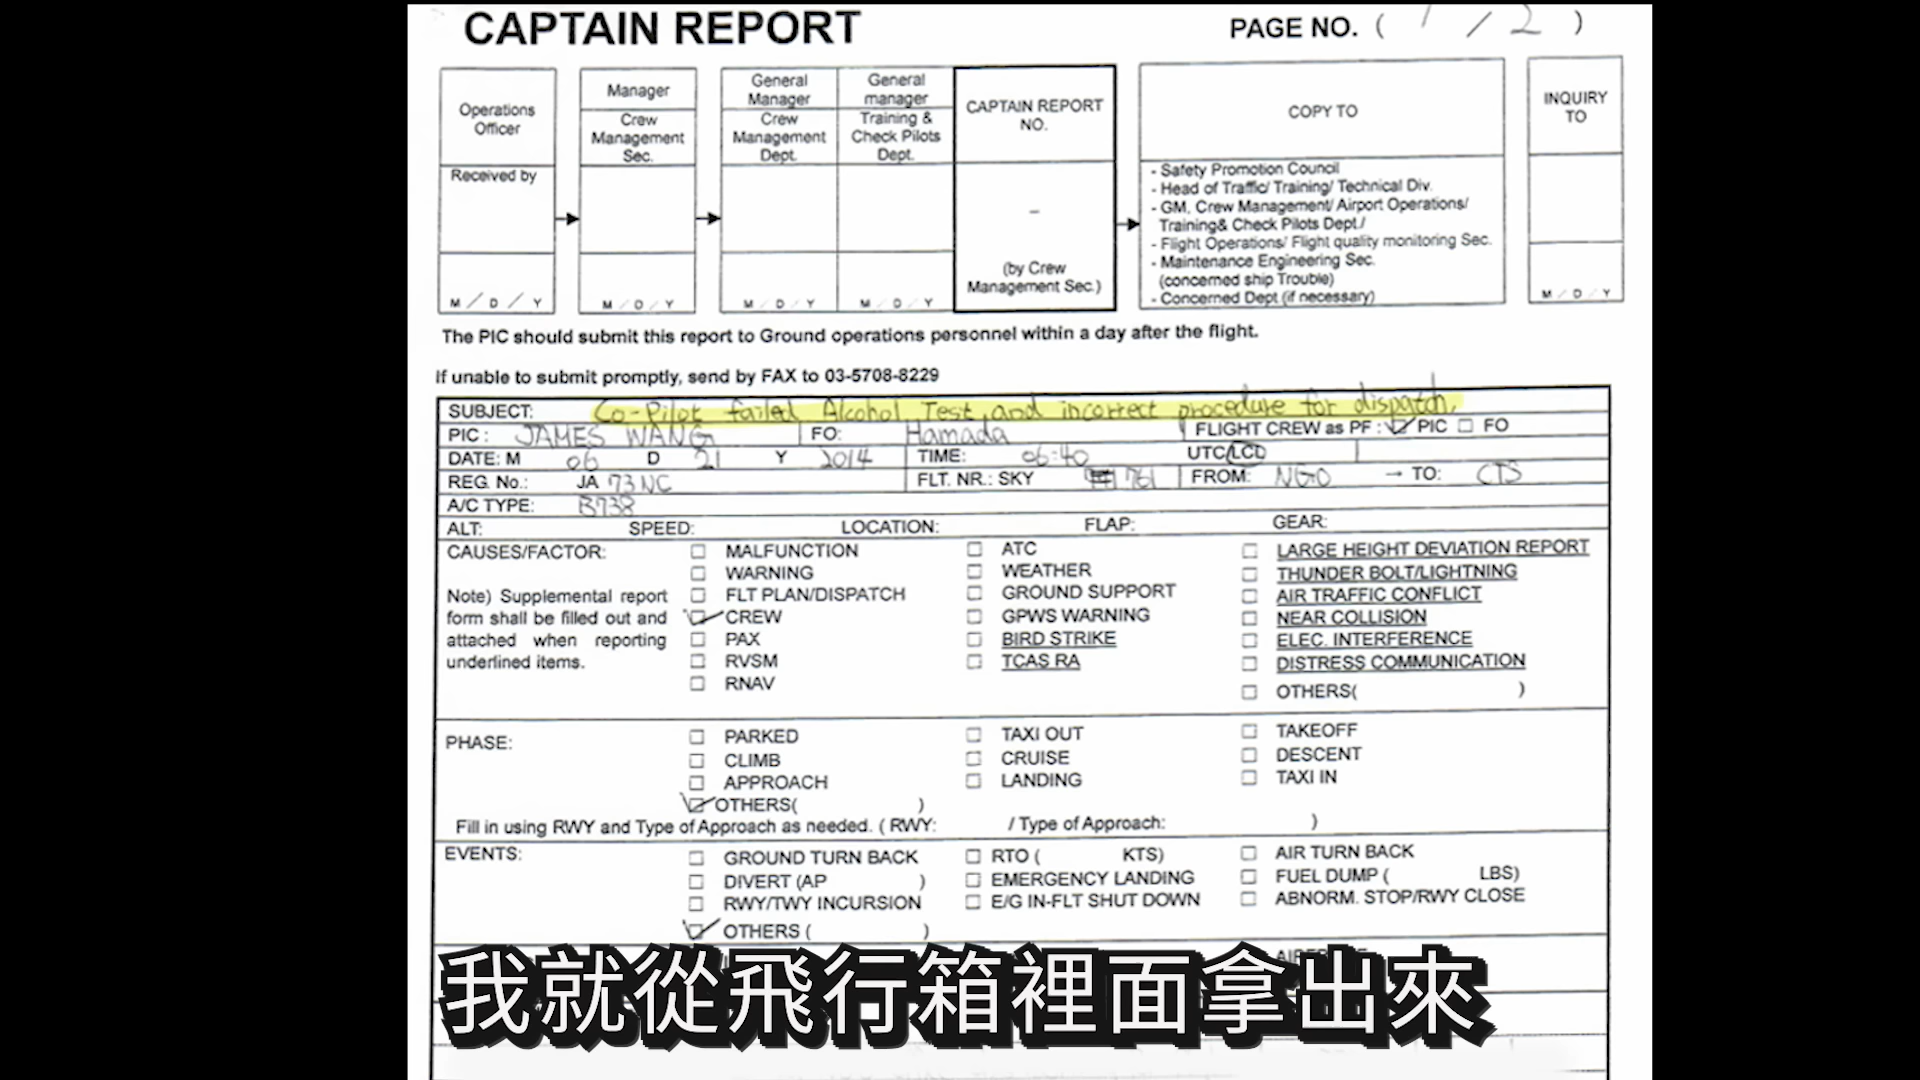 CAPTAIN REPORT
PAGE NO. ( 1 / 2 )
Operations Officer
Received by
M / D / Y
Manager
Crew Management Sec.
M / D / Y
General Manager
Crew Management Dept.
M / D / Y
General manager
Training & Check Pilots Dept.
M / D / Y
CAPTAIN REPORT NO.
–
(by Crew Management Sec.)
COPY TO
- Safety Promotion Council
- Head of Traffic/ Training/ Technical Div.
- GM, Crew Management/ Airport Operations/
Training& Check Pilots Dept./
- Flight Operations/ Flight quality monitoring Sec.
- Maintenance Engineering Sec.
(concerned ship Trouble)
- Concerned Dept (if necessary)
INQUIRY TO
M / D / Y
The PIC should submit this report to Ground operations personnel within a day after the flight.
If unable to submit promptly, send by FAX to 03-5708-8229
SUBJECT: Co-Pilot failed Alcohol Test and incorrect procedure for dispatch.
PIC: JAMES WANG FO: Hamada FLIGHT CREW as PF : ☑ PIC □ FO
DATE: M 06 D 21 Y 2014 TIME: 06:40 UTC/LCD
REG. No.: JA 73NC FLT. NR.: SKY 761 FROM: NGO → TO: CTS
A/C TYPE: B738
ALT: SPEED: LOCATION: FLAP: GEAR:
CAUSES/FACTOR: □ MALFUNCTION □ ATC □ LARGE HEIGHT DEVIATION REPORT
□ WARNING □ WEATHER □ THUNDER BOLT/LIGHTNING
Note) Supplemental report □ FLT PLAN/DISPATCH □ GROUND SUPPORT □ AIR TRAFFIC CONFLICT
form shall be filled out and ☑ CREW □ GPWS WARNING □ NEAR COLLISION
attached when reporting □ PAX □ BIRD STRIKE □ ELEC. INTERFERENCE
underlined items. □ RVSM □ TCAS RA □ DISTRESS COMMUNICATION
□ RNAV □ OTHERS( )
PHASE: □ PARKED □ TAXI OUT □ TAKEOFF
□ CLIMB □ CRUISE □ DESCENT
□ APPROACH □ LANDING □ TAXI IN
☑ OTHERS( )
Fill in using RWY and Type of Approach as needed. ( RWY: / Type of Approach: )
EVENTS: □ GROUND TURN BACK □ RTO ( KTS) □ AIR TURN BACK
□ DIVERT (AP ) □ EMERGENCY LANDING □ FUEL DUMP ( LBS)
□ RWY/TWY INCURSION □ E/G IN-FLT SHUT DOWN □ ABNORM. STOP/RWY CLOSE
☑ OTHERS ( )
我就從飛行箱裡面拿出來